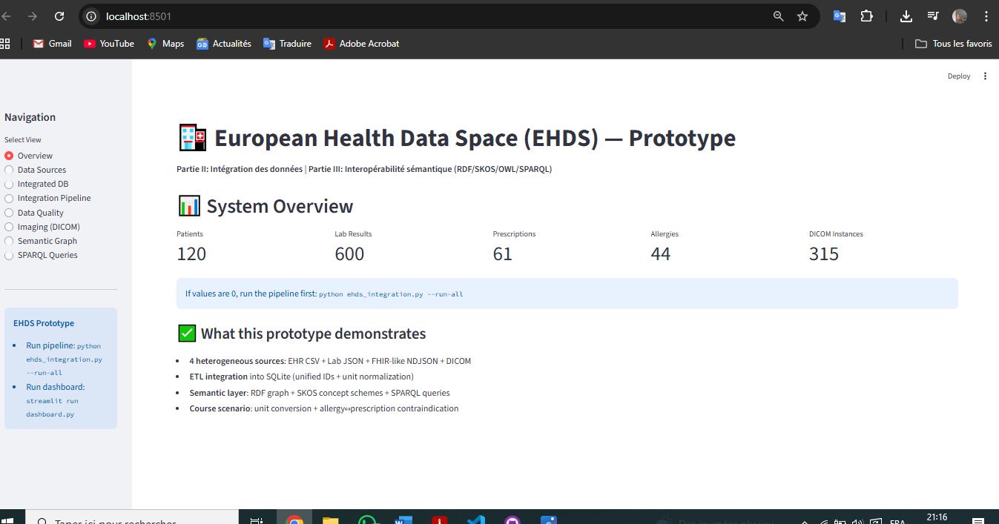 localhost:8501
Gmail
YouTube
Maps
Actualités
Traduire
Adobe Acrobat
Tous les favoris
Deploy
Navigation
Select View
Overview
Data Sources
Integrated DB
Integration Pipeline
Data Quality
Imaging (DICOM)
Semantic Graph
SPARQL Queries
EHDS Prototype
Run pipeline: python
ehds_integration.py
--run-all
Run dashboard:
streamlit run
dashboard.py
European Health Data Space (EHDS) — Prototype
Partie II: Intégration des données | Partie III: Interopérabilité sémantique (RDF/SKOS/OWL/SPARQL)
System Overview
Patients
120
Lab Results
600
Prescriptions
61
Allergies
44
DICOM Instances
315
If values are 0, run the pipeline first: python ehds_integration.py --run-all
What this prototype demonstrates
4 heterogeneous sources: EHR CSV + Lab JSON + FHIR-like NDJSON + DICOM
ETL integration into SQLite (unified IDs + unit normalization)
Semantic layer: RDF graph + SKOS concept schemes + SPARQL queries
Course scenario: unit conversion + allergy↔prescription contraindication
Taper ici pour rechercher
FRA
21:16